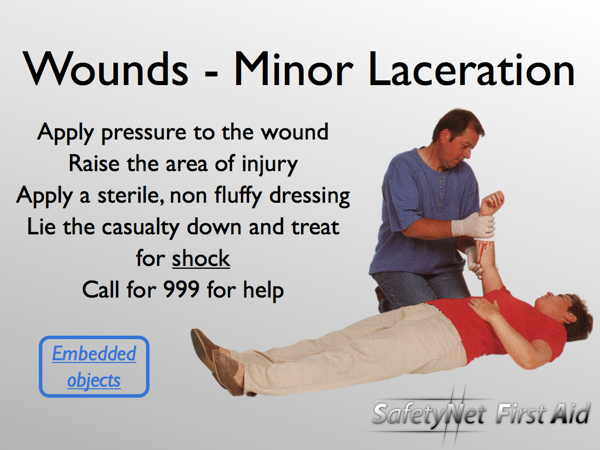 Wounds - Minor Laceration
Apply pressure to the wound
Raise the area of injury
Apply a sterile, non fluffy dressing
Lie the casualty down and treat
for shock
Call for 999 for help
Embedded
objects
SafetyNet First Aid